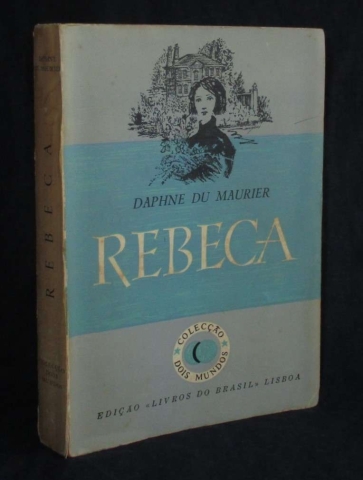 DAPHNE DU MAURIER
REBECA
COLECÇÃO
DOIS MUNDOS
EDIÇÃO «LIVROS DO BRASIL» LISBOA
REBECA